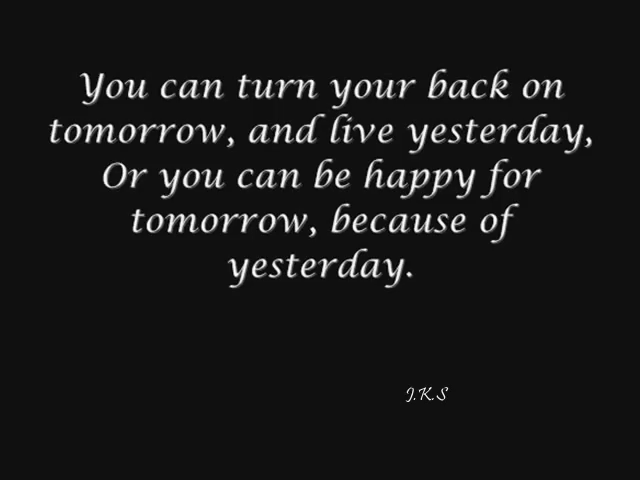 You can turn your back on
tomorrow, and live yesterday,
Or you can be happy for
tomorrow, because of
yesterday.
J.K.S